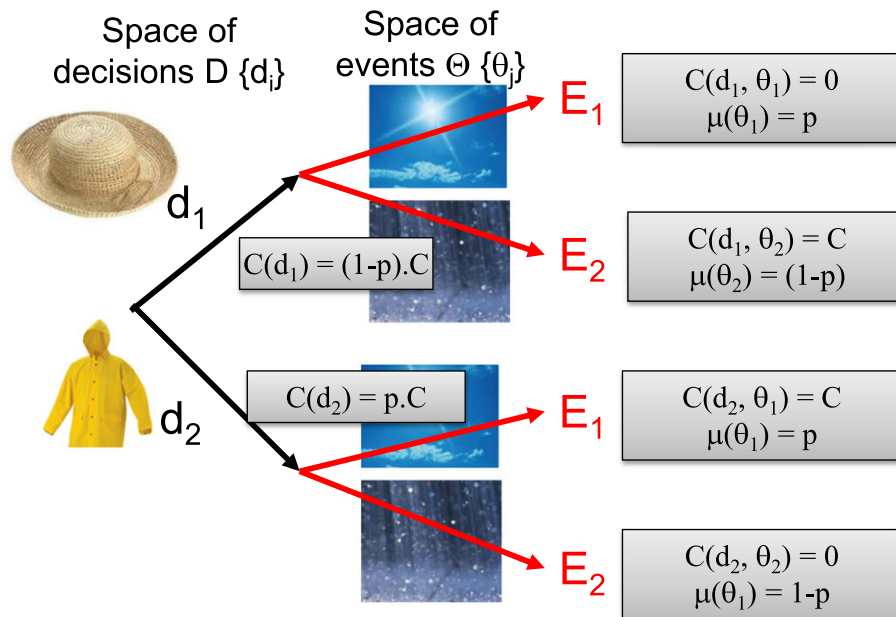 Space of
decisions D {dᵢ}
Space of
events Θ {θⱼ}
d₁
E₁
C(d₁, θ₁) = 0
μ(θ₁) = p
C(d₁) = (1-p).C
E₂
C(d₁, θ₂) = C
μ(θ₂) = (1-p)
d₂
C(d₂) = p.C
E₁
C(d₂, θ₁) = C
μ(θ₁) = p
E₂
C(d₂, θ₂) = 0
μ(θ₁) = 1-p